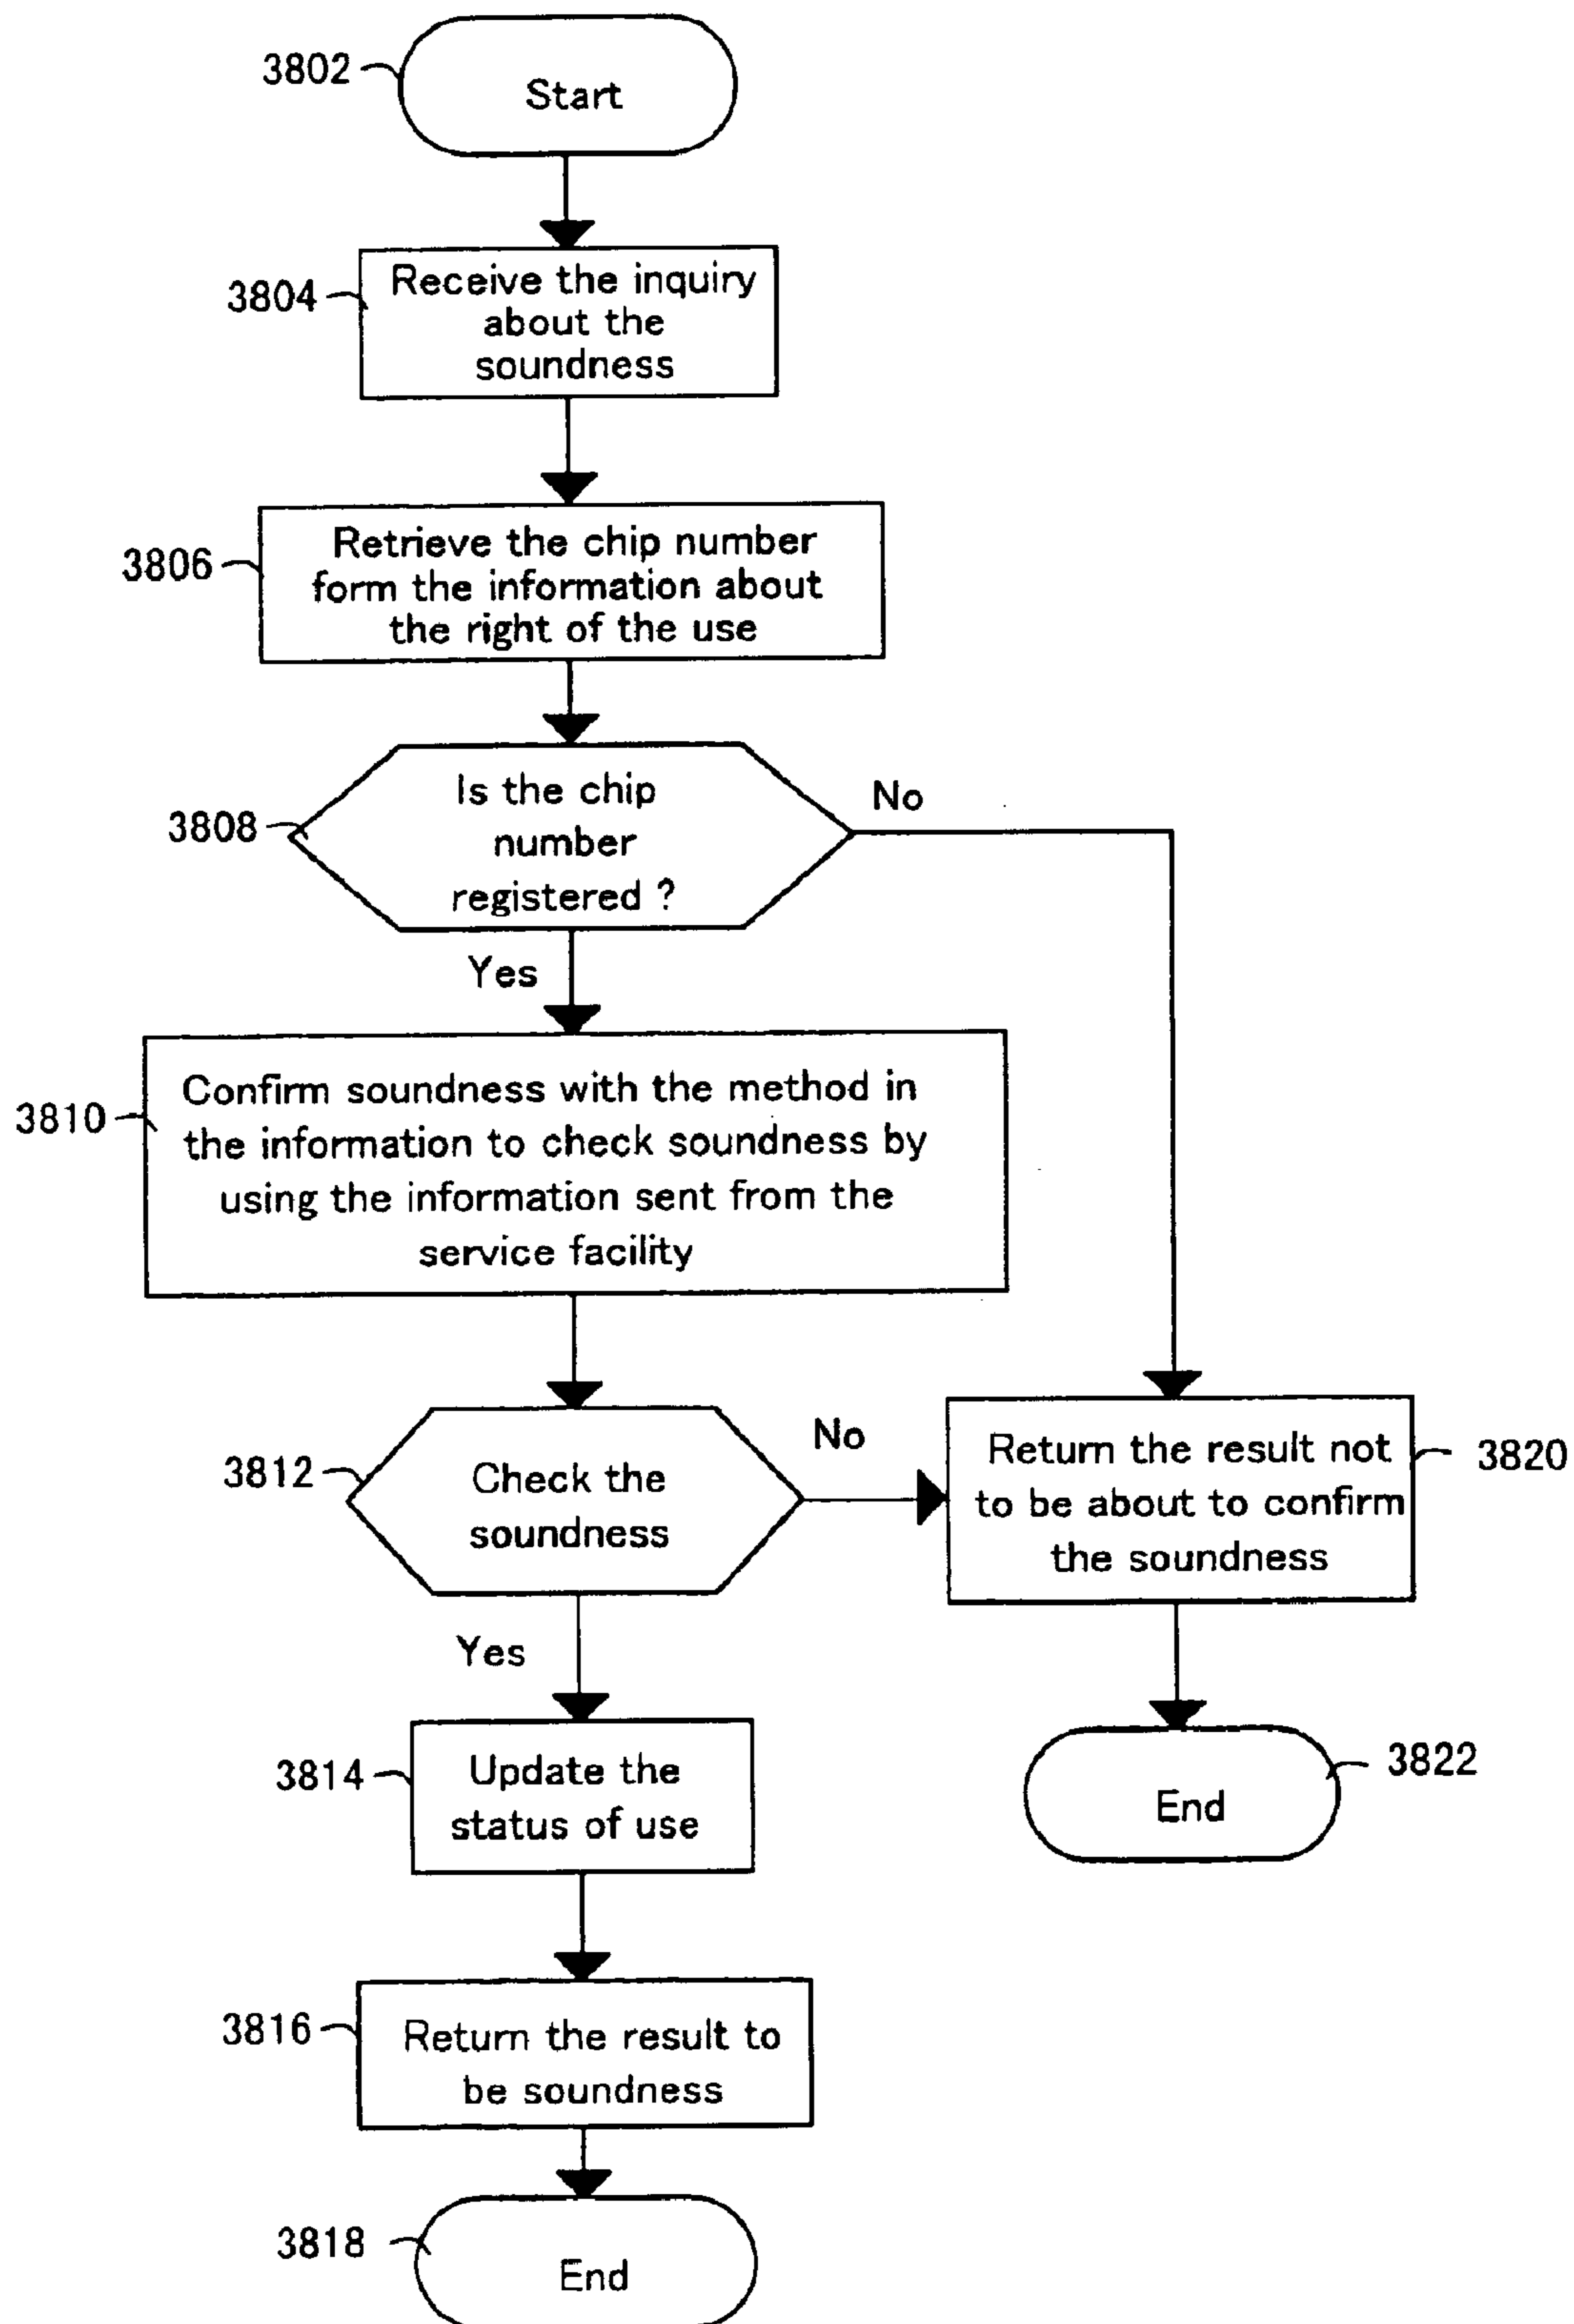 3802
Start
3804
Receive the inquiry
about the
soundness
3806
Retrieve the chip number
form the information about
the right of the use
3808
Is the chip
number
registered ?
No
Yes
3810
Confirm soundness with the method in
the information to check soundness by
using the information sent from the
service facility
3812
Check the
soundness
No
Yes
3820
Return the result not
to be about to confirm
the soundness
3814
Update the
status of use
3822
End
3816
Return the result to
be soundness
3818
End